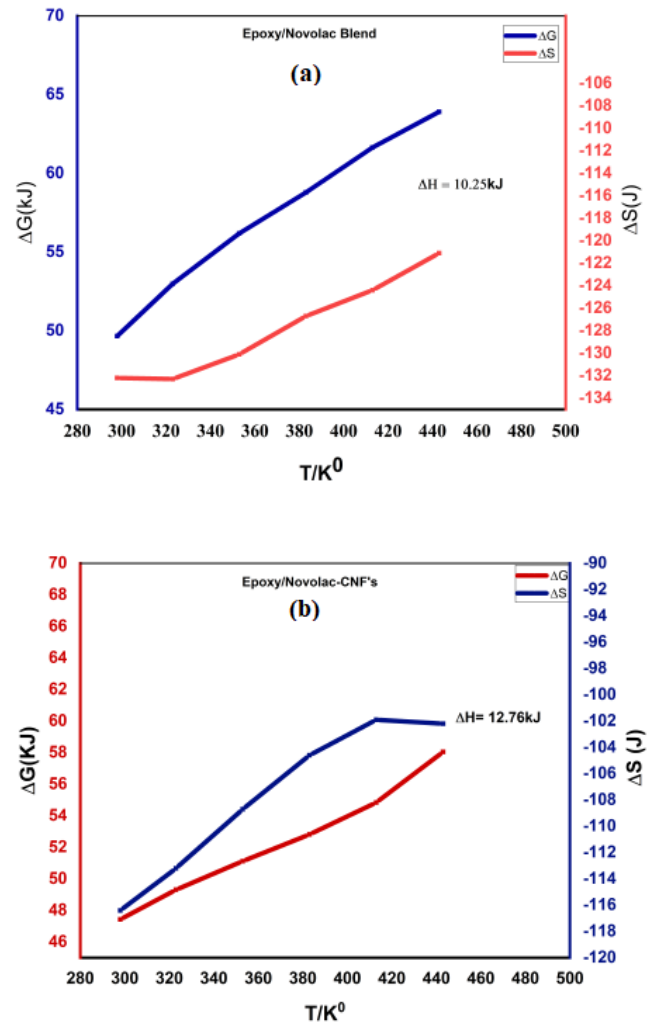 Epoxy/Novolac Blend
(a)
ΔG
ΔS
ΔH = 10.25kJ
ΔG(kJ)
70
65
60
55
50
45
ΔS(J)
-106
-108
-110
-112
-114
-116
-118
-120
-122
-124
-126
-128
-130
-132
-134
280 300 320 340 360 380 400 420 440 460 480 500
T/K⁰
Epoxy/Novolac-CNF's
(b)
ΔG
ΔS
ΔH= 12.76kJ
ΔG(KJ)
70
68
66
64
62
60
58
56
54
52
50
48
46
ΔS (J)
-90
-92
-94
-96
-98
-100
-102
-104
-106
-108
-110
-112
-114
-116
-118
-120
280 300 320 340 360 380 400 420 440 460 480 500
T/K⁰